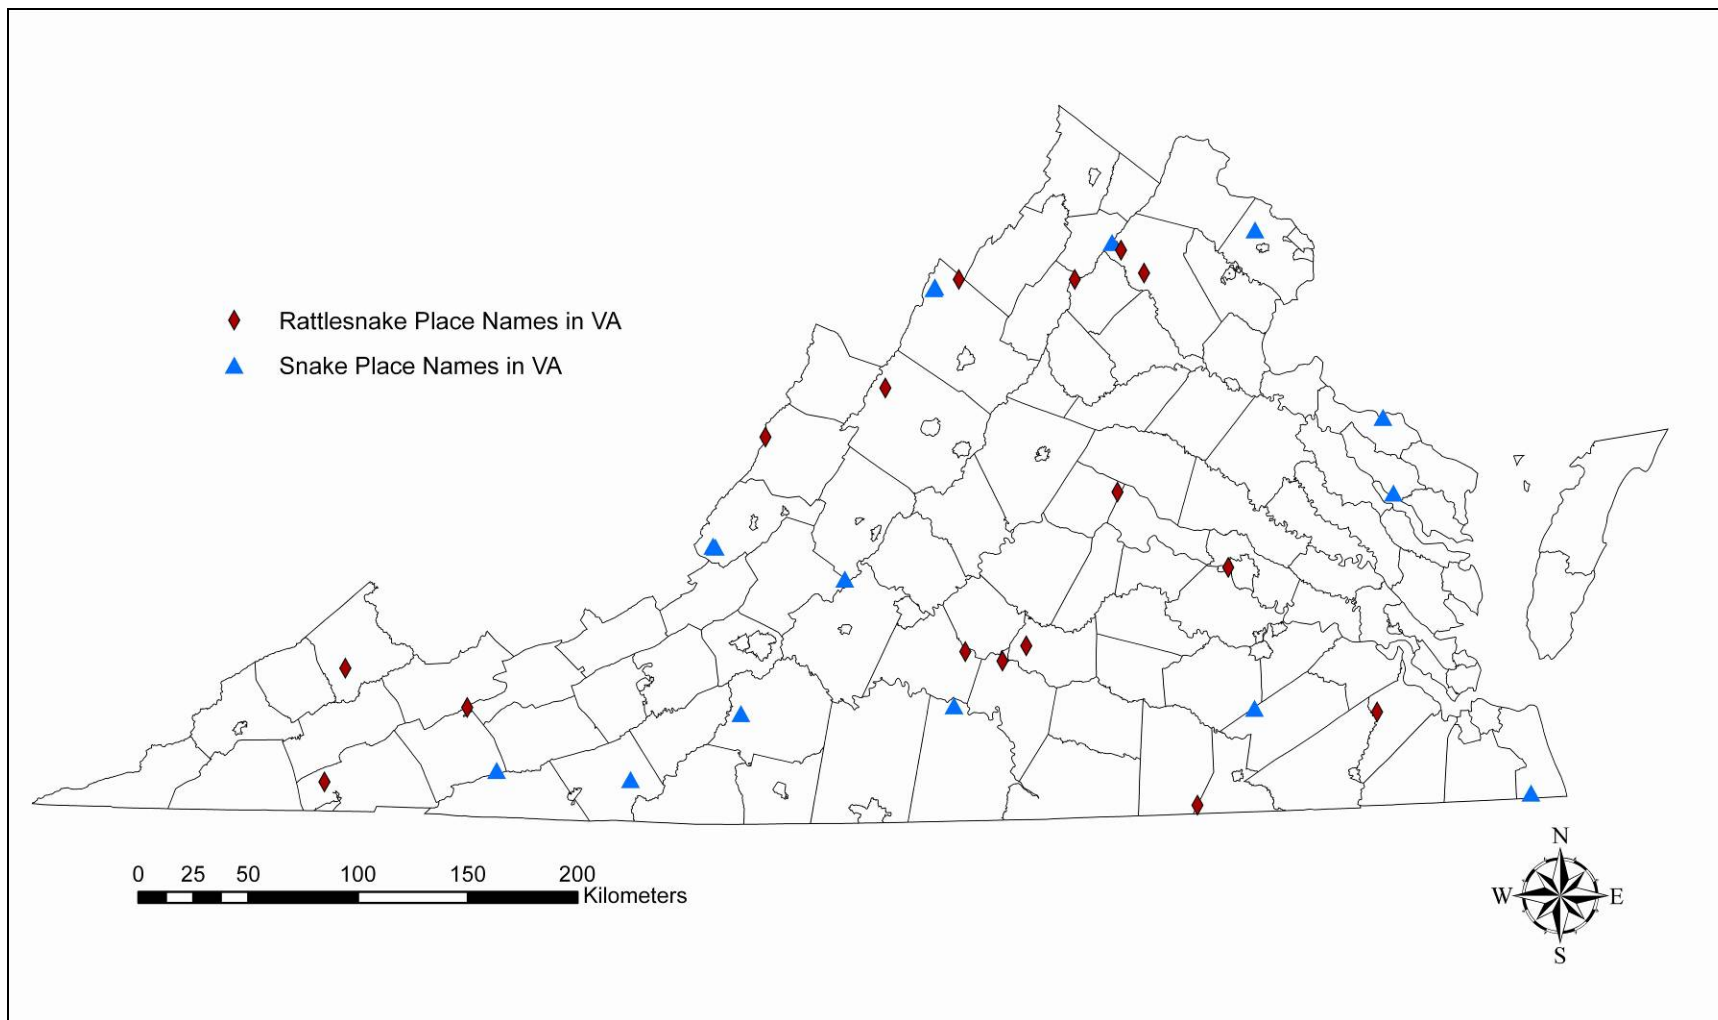 Rattlesnake Place Names in VA
Snake Place Names in VA
0 25 50 100 150 200
Kilometers
N
W E
S